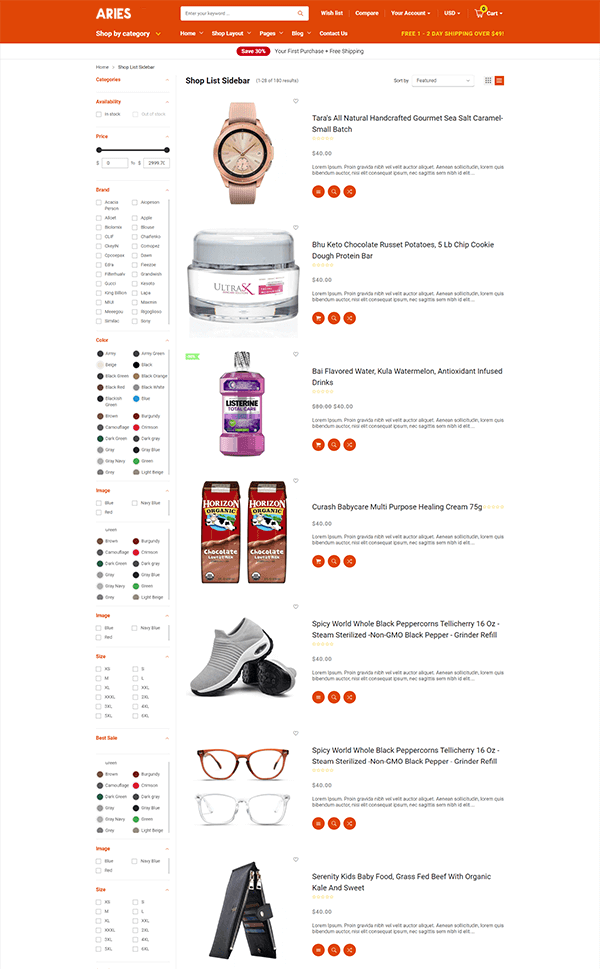 ARIES
Enter your keyword ...
Wish list
Compare
Your Account
USD
0
Cart
Shop by category
Home
Shop Layout
Pages
Blog
Contact Us
FREE 1 - 2 DAY SHIPPING OVER $49!
Save 30% Your First Purchase + Free Shipping
Home Shop List Sidebar
Categories
Availability
In stock
Out of stock
Price
$ 0 To $ 2999.70
Brand
Acacia Person
Apple
Blouse
Dawn
Gucci
King Billion
Lapa
Similac
Sony
Color
Army
Army Green
Beige
Black
Black Green
Black Orange
Black Red
Black White
Blackish Green
Blue
Brown
Burgundy
Camouflage
Crimson
Dark Green
Dark gray
Gray
Gray Blue
Gray Navy
Green
Grey
Light Beige
Image
Blue
Navy Blue
Red
Green
Brown
Burgundy
Camouflage
Crimson
Dark Green
Dark gray
Gray
Gray Blue
Gray Navy
Green
Grey
Light Beige
Image
Blue
Navy Blue
Red
Size
XS
S
M
L
XL
XXL
XXXL
2XL
3XL
4XL
5XL
6XL
Best Sale
Green
Brown
Burgundy
Camouflage
Crimson
Dark Green
Dark gray
Gray
Gray Blue
Gray Navy
Green
Grey
Light Beige
Image
Blue
Navy Blue
Red
Size
XS
S
M
L
XL
XXL
XXXL
2XL
3XL
4XL
5XL
6XL
Shop List Sidebar (1-28 of 180 results)
Sort by Featured
Tara's All Natural Handcrafted Gourmet Sea Salt Caramel-
Small Batch
$40.00
Lorem Ipsum. Proin gravida nibh vel velit auctor aliquet. Aenean sollicitudin, lorem quis
bibendum auctor, nisi elit consequat ipsum, nec sagittis sem nibh id elit ...
ULTRASX
Bhu Keto Chocolate Russet Potatoes, 5 Lb Chip Cookie
Dough Protein Bar
$40.00
Lorem Ipsum. Proin gravida nibh vel velit auctor aliquet. Aenean sollicitudin, lorem quis
bibendum auctor, nisi elit consequat ipsum, nec sagittis sem nibh id elit ...
LISTERINE
TOTAL CARE
Bai Flavored Water, Kula Watermelon, Antioxidant Infused
Drinks
$80.00 $40.00
Lorem Ipsum. Proin gravida nibh vel velit auctor aliquet. Aenean sollicitudin, lorem quis
bibendum auctor, nisi elit consequat ipsum, nec sagittis sem nibh id elit ...
HORIZON
ORGANIC
Chocolate
HORIZON
ORGANIC
Chocolate
Curash Babycare Multi Purpose Healing Cream 75g
$40.00
Lorem Ipsum. Proin gravida nibh vel velit auctor aliquet. Aenean sollicitudin, lorem quis
bibendum auctor, nisi elit consequat ipsum, nec sagittis sem nibh id elit ...
Spicy World Whole Black Peppercorns Tellicherry 16 Oz -
Steam Sterilized -Non-GMO Black Pepper - Grinder Refill
$40.00
Lorem Ipsum. Proin gravida nibh vel velit auctor aliquet. Aenean sollicitudin, lorem quis
bibendum auctor, nisi elit consequat ipsum, nec sagittis sem nibh id elit ...
Spicy World Whole Black Peppercorns Tellicherry 16 Oz -
Steam Sterilized -Non-GMO Black Pepper - Grinder Refill
$40.00
Lorem Ipsum. Proin gravida nibh vel velit auctor aliquet. Aenean sollicitudin, lorem quis
bibendum auctor, nisi elit consequat ipsum, nec sagittis sem nibh id elit ...
Serenity Kids Baby Food, Grass Fed Beef With Organic
Kale And Sweet
$40.00
Lorem Ipsum. Proin gravida nibh vel velit auctor aliquet. Aenean sollicitudin, lorem quis
bibendum auctor, nisi elit consequat ipsum, nec sagittis sem nibh id elit ...